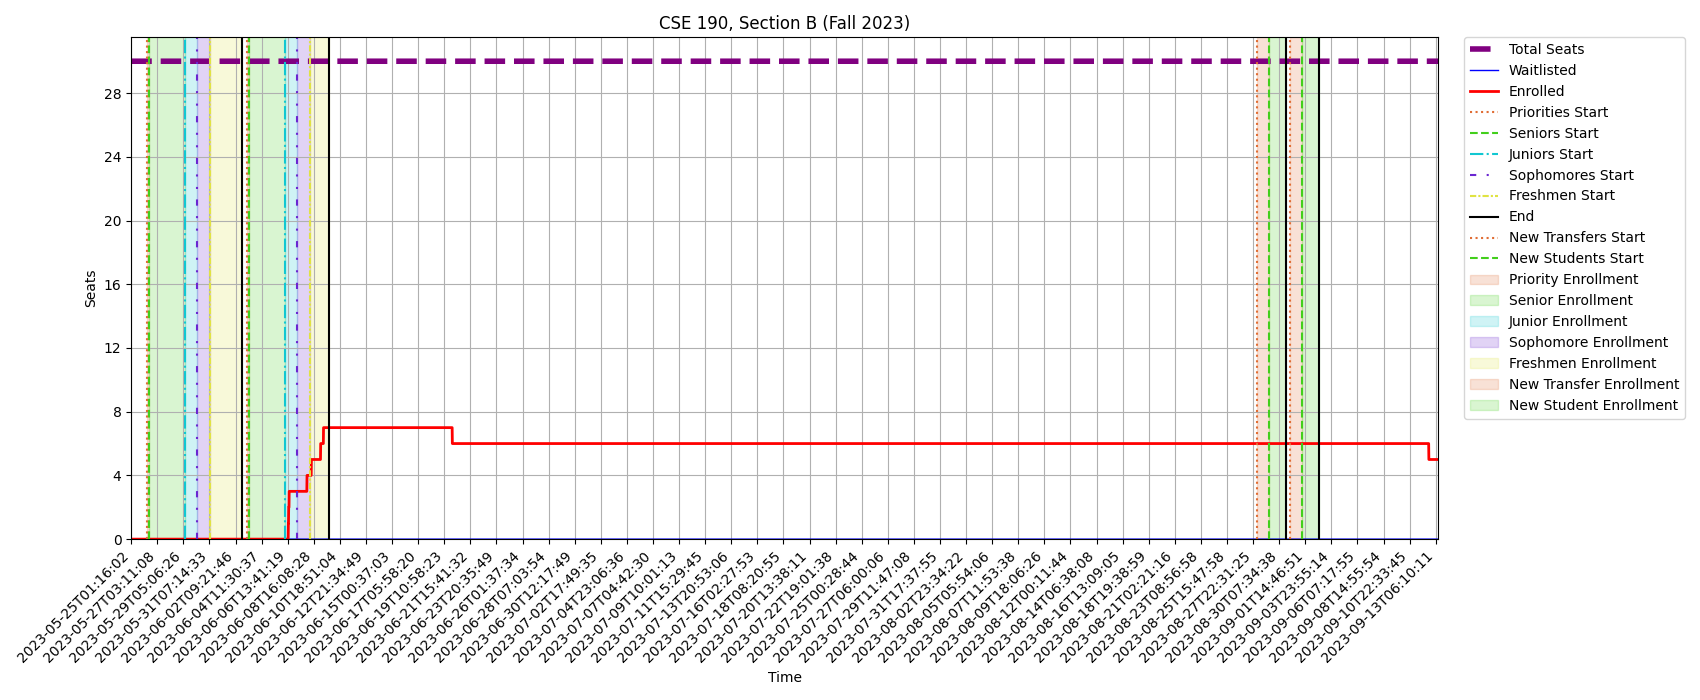 CSE 190, Section B (Fall 2023)
Seats
28
24
20
16
12
8
4
0
2023-05-25T01:16:02
2023-05-27T03:11:08
2023-05-29T05:06:26
2023-05-31T07:14:33
2023-06-02T09:21:46
2023-06-04T11:30:37
2023-06-06T13:41:19
2023-06-08T16:08:28
2023-06-10T18:51:04
2023-06-12T21:34:49
2023-06-15T00:37:03
2023-06-17T05:58:20
2023-06-19T10:58:23
2023-06-21T15:41:32
2023-06-23T20:35:49
2023-06-26T01:37:34
2023-06-28T07:03:54
2023-06-30T12:17:49
2023-07-02T17:49:35
2023-07-04T23:06:36
2023-07-07T04:42:30
2023-07-09T10:01:13
2023-07-11T15:29:45
2023-07-13T20:53:06
2023-07-16T02:27:53
2023-07-18T08:20:55
2023-07-20T13:38:11
2023-07-22T19:01:38
2023-07-25T00:28:44
2023-07-27T06:00:06
2023-07-29T11:47:08
2023-07-31T17:37:55
2023-08-02T23:34:22
2023-08-05T05:54:06
2023-08-07T11:53:38
2023-08-09T18:06:26
2023-08-12T00:11:44
2023-08-14T06:38:08
2023-08-16T13:09:05
2023-08-18T19:38:59
2023-08-21T02:21:16
2023-08-23T08:56:58
2023-08-25T15:47:58
2023-08-27T22:31:25
2023-08-30T07:34:38
2023-09-01T14:46:51
2023-09-03T23:55:14
2023-09-06T07:17:55
2023-09-08T14:55:54
2023-09-10T22:33:45
2023-09-13T06:10:11
Time
Total Seats
Waitlisted
Enrolled
Priorities Start
Seniors Start
Juniors Start
Sophomores Start
Freshmen Start
End
New Transfers Start
New Students Start
Priority Enrollment
Senior Enrollment
Junior Enrollment
Sophomore Enrollment
Freshmen Enrollment
New Transfer Enrollment
New Student Enrollment